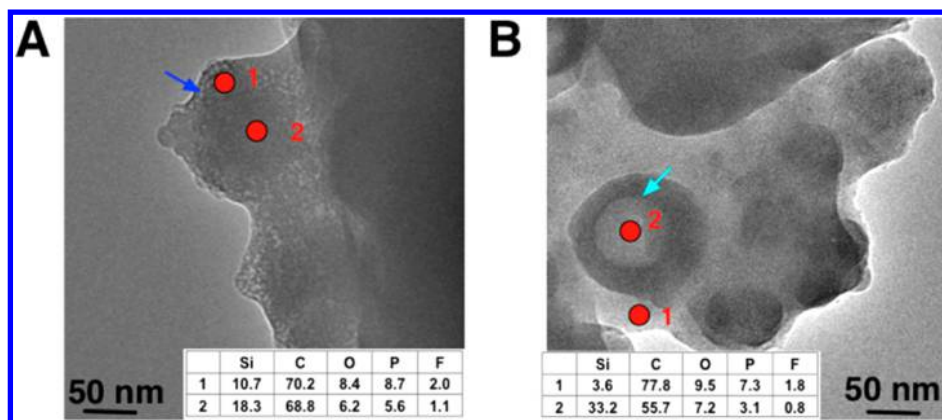 A
1
2
Si C O P F
1 10.7 70.2 8.4 8.7 2.0
2 18.3 68.8 6.2 5.6 1.1
50 nm
B
2
1
Si C O P F
1 3.6 77.8 9.5 7.3 1.8
2 33.2 55.7 7.2 3.1 0.8
50 nm